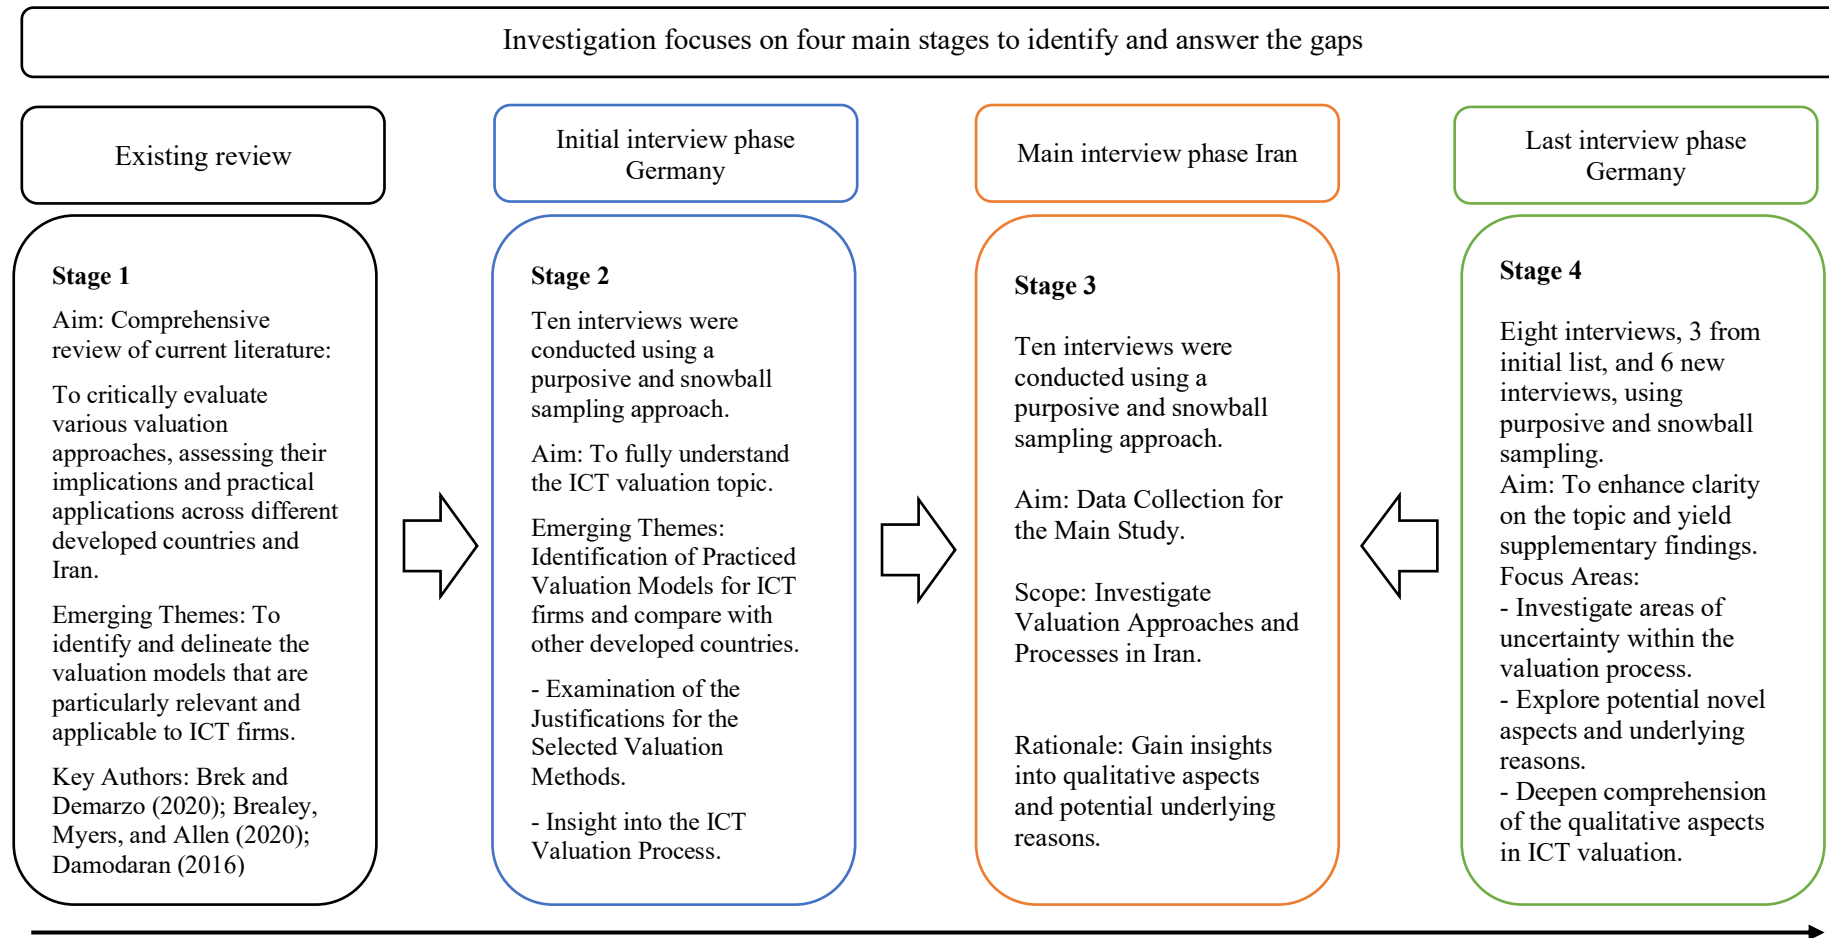 Investigation focuses on four main stages to identify and answer the gaps
Existing review
Initial interview phase
Germany
Main interview phase Iran
Last interview phase
Germany
Stage 1
Aim: Comprehensive
review of current literature:
To critically evaluate
various valuation
approaches, assessing their
implications and practical
applications across different
developed countries and
Iran.
Emerging Themes: To
identify and delineate the
valuation models that are
particularly relevant and
applicable to ICT firms.
Key Authors: Brek and
Demarzo (2020); Brealey,
Myers, and Allen (2020);
Damodaran (2016)
Stage 2
Ten interviews were
conducted using a
purposive and snowball
sampling approach.
Aim: To fully understand
the ICT valuation topic.
Emerging Themes:
Identification of Practiced
Valuation Models for ICT
firms and compare with
other developed countries.
- Examination of the
Justifications for the
Selected Valuation
Methods.
- Insight into the ICT
Valuation Process.
Stage 3
Ten interviews were
conducted using a
purposive and snowball
sampling approach.
Aim: Data Collection for
the Main Study.
Scope: Investigate
Valuation Approaches and
Processes in Iran.
Rationale: Gain insights
into qualitative aspects
and potential underlying
reasons.
Stage 4
Eight interviews, 3 from
initial list, and 6 new
interviews, using
purposive and snowball
sampling.
Aim: To enhance clarity
on the topic and yield
supplementary findings.
Focus Areas:
- Investigate areas of
uncertainty within the
valuation process.
- Explore potential novel
aspects and underlying
reasons.
- Deepen comprehension
of the qualitative aspects
in ICT valuation.